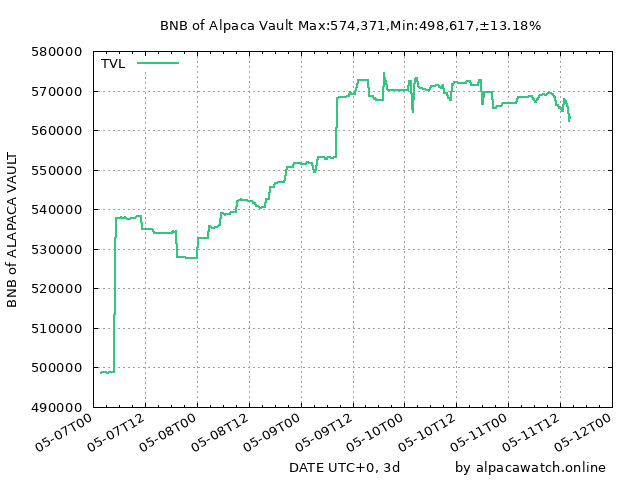 BNB of Alpaca Vault Max:574,371,Min:498,617,±13.18%
TVL
580000
570000
560000
550000
540000
530000
520000
510000
500000
490000
BNB of ALAPACA VAULT
05-07T00
05-07T12
05-08T00
05-08T12
05-09T00
05-09T12
05-10T00
05-10T12
05-11T00
05-11T12
05-12T00
DATE UTC+0, 3d
by alpacawatch.online